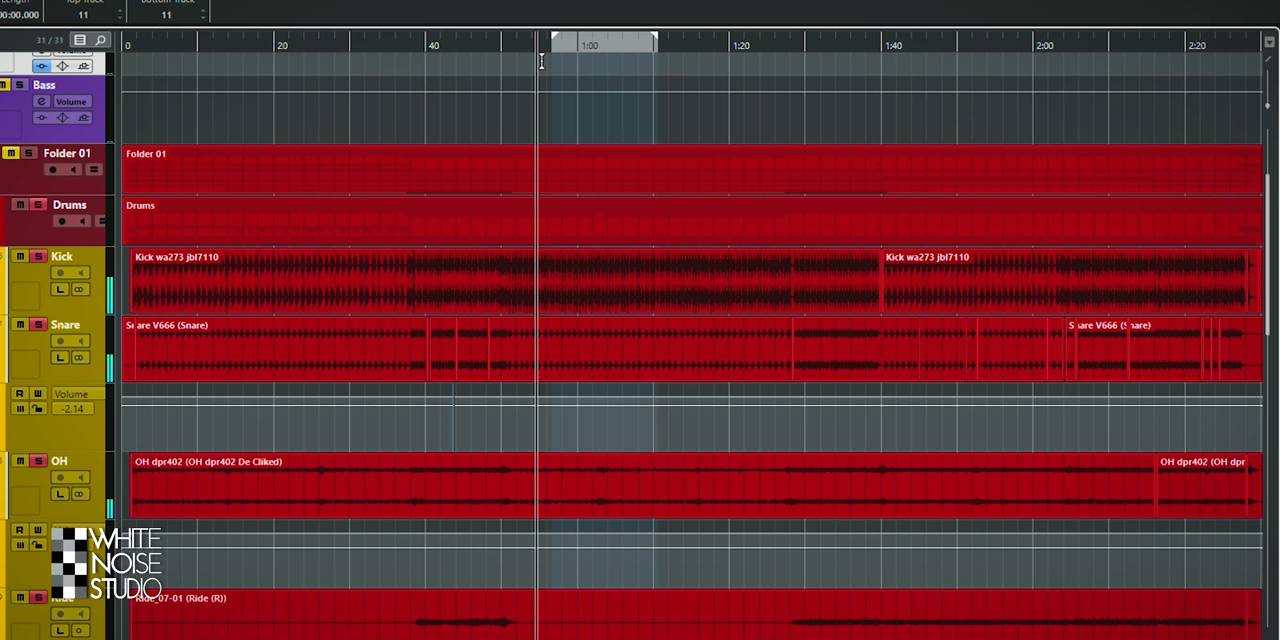 Length
Top Track
Bottom Track
00:00.000
11
11
31 / 31
0
20
40
1:00
1:20
1:40
2:00
2:20
Volume
m S Bass
e Volume
m S Folder 01
Folder 01
m S Drums
Drums
m S Kick
Kick wa273 jbl7110
Kick wa273 jbl7110
L
m S Snare
Snare V666 (Snare)
Snare V666 (Snare)
L
R W Volume
-2.14
m S OH
OH dpr402 (OH dpr402 De Cliked)
OH dpr402 (OH dpr
L
R W
WHITE
NOISE
STUDIO
m S Ride
Ride_07-01 (Ride (R))
L